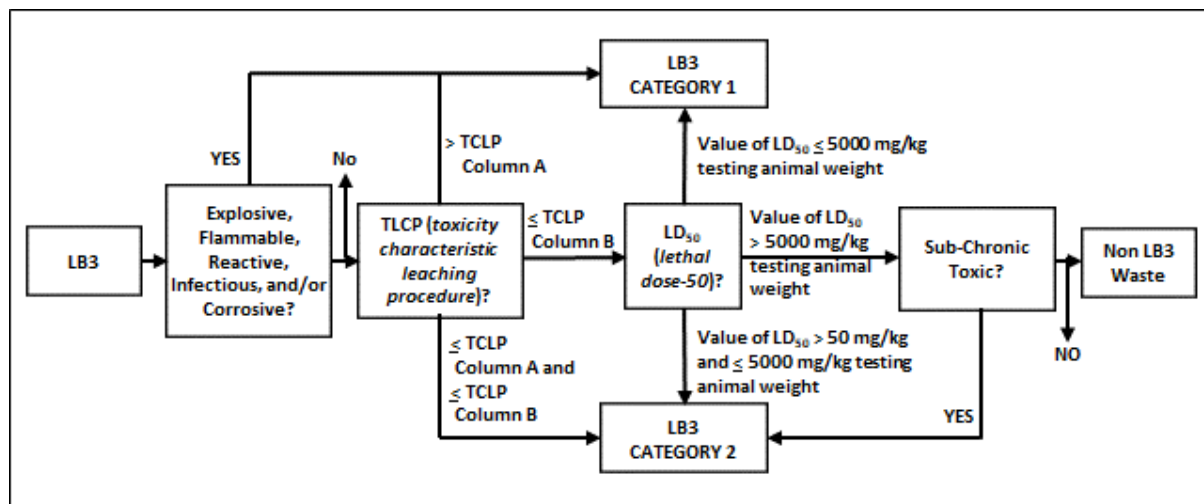 LB3
CATEGORY 1
YES
No
> TCLP
Column A
Value of LD₅₀ ≤ 5000 mg/kg
testing animal weight
LB3
Explosive,
Flammable,
Reactive,
Infectious, and/or
Corrosive?
TLCP (toxicity
characteristic
leaching
procedure)?
≤ TCLP
Column B
LD₅₀
(lethal
dose-50)?
Value of LD₅₀
> 5000 mg/kg
testing animal
weight
Sub-Chronic
Toxic?
Non LB3
Waste
NO
≤ TCLP
Column A and
≤ TCLP
Column B
Value of LD₅₀ > 50 mg/kg
and ≤ 5000 mg/kg testing
animal weight
YES
LB3
CATEGORY 2